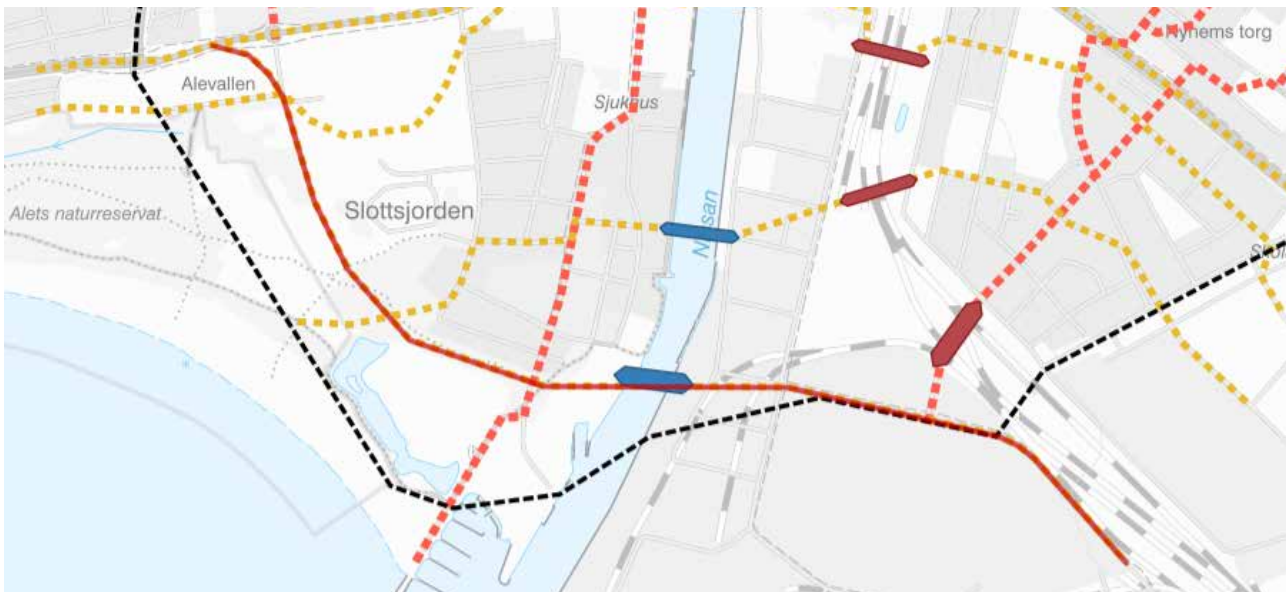 Nyhems torg
Alevallen
Sjukhus
Alets naturreservat
Slottsjorden
Nissan